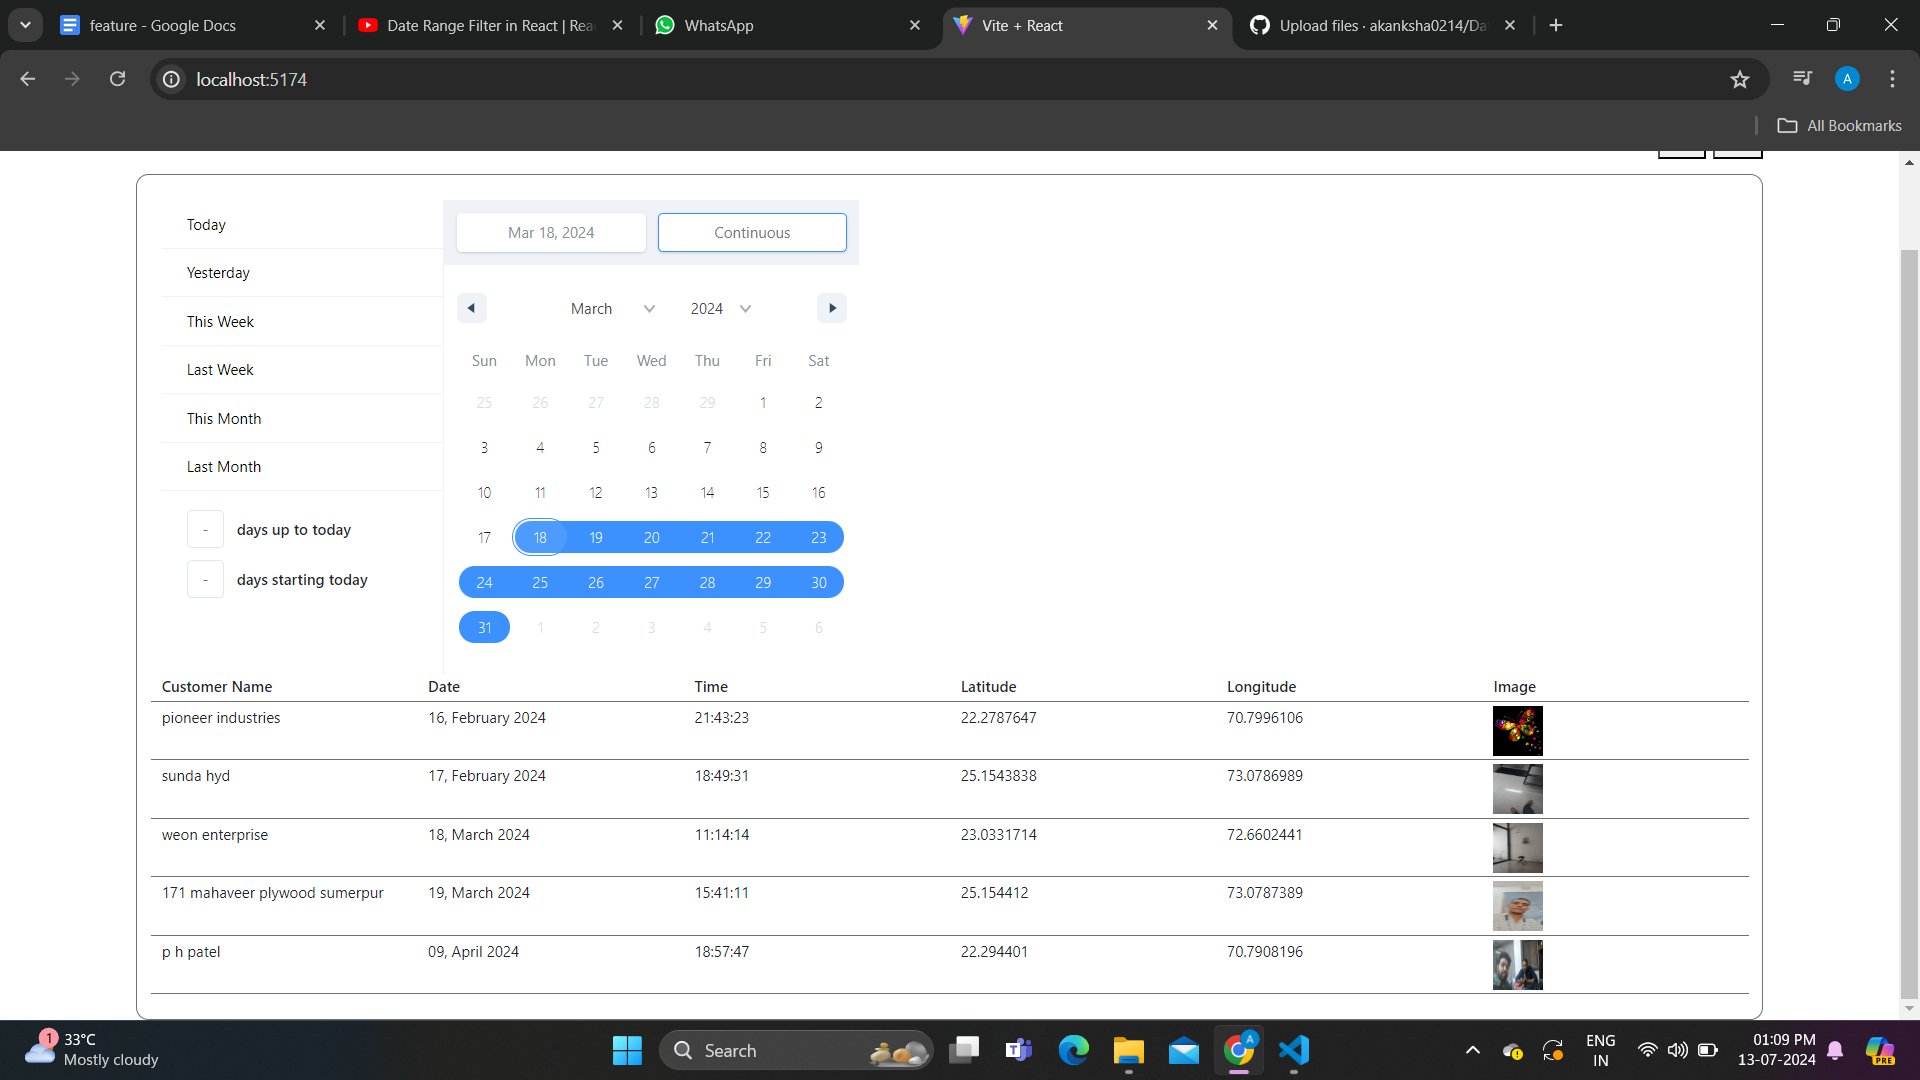 feature - Google Docs
Date Range Filter in React | Rea
WhatsApp
Vite + React
Upload files · akanksha0214/Da
localhost:5174
A
All Bookmarks
Today
Yesterday
This Week
Last Week
This Month
Last Month
- days up to today
- days starting today
Mar 18, 2024 Continuous
March 2024
Sun Mon Tue Wed Thu Fri Sat
25 26 27 28 29 1 2
3 4 5 6 7 8 9
10 11 12 13 14 15 16
17 18 19 20 21 22 23
24 25 26 27 28 29 30
31 1 2 3 4 5 6
Customer Name Date Time Latitude Longitude Image
pioneer industries 16, February 2024 21:43:23 22.2787647 70.7996106
sunda hyd 17, February 2024 18:49:31 25.1543838 73.0786989
weon enterprise 18, March 2024 11:14:14 23.0331714 72.6602441
171 mahaveer plywood sumerpur 19, March 2024 15:41:11 25.154412 73.0787389
p h patel 09, April 2024 18:57:47 22.294401 70.7908196
1
33°C
Mostly cloudy
Search
A
ENG
IN
01:09 PM
13-07-2024
PRE